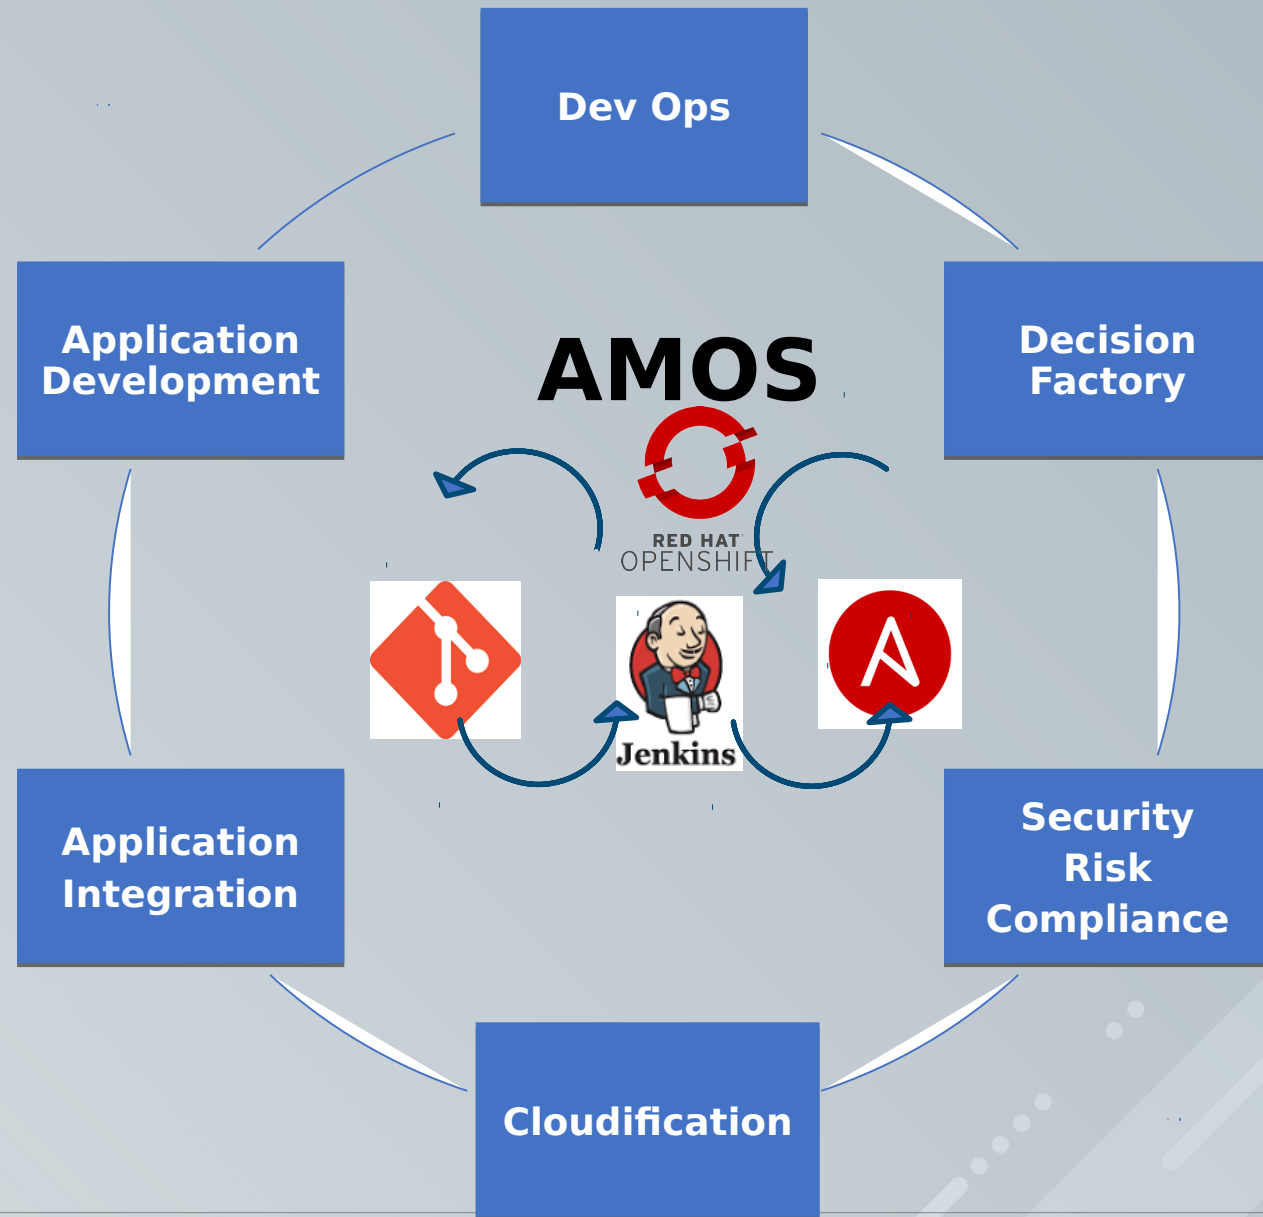 Dev Ops
Application
Development
AMOS
Decision
Factory
RED HAT
OPENSHIFT
Jenkins
Application
Integration
Security
Risk
Compliance
Cloudification